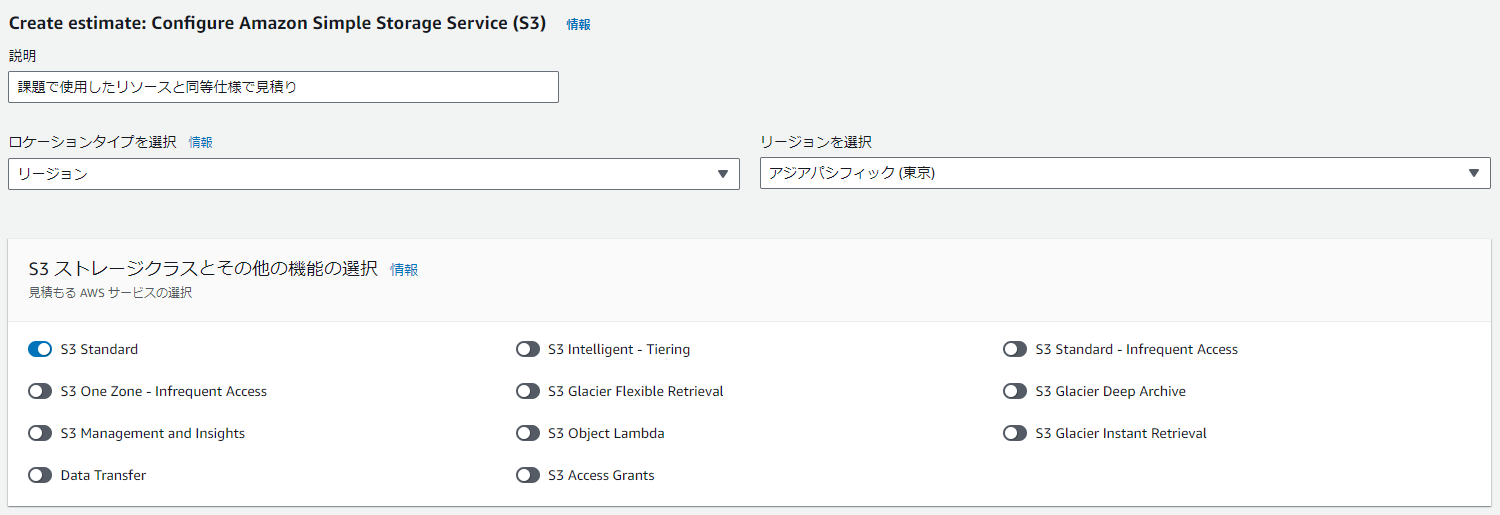 Create estimate: Configure Amazon Simple Storage Service (S3) 情報
説明
課題で使用したリソースと同等仕様で見積り
ロケーションタイプを選択 情報
リージョンを選択
リージョン
アジアパシフィック (東京)
S3 ストレージクラスとその他の機能の選択 情報
見積もる AWS サービスの選択
S3 Standard
S3 Intelligent - Tiering
S3 Standard - Infrequent Access
S3 One Zone - Infrequent Access
S3 Glacier Flexible Retrieval
S3 Glacier Deep Archive
S3 Management and Insights
S3 Object Lambda
S3 Glacier Instant Retrieval
Data Transfer
S3 Access Grants